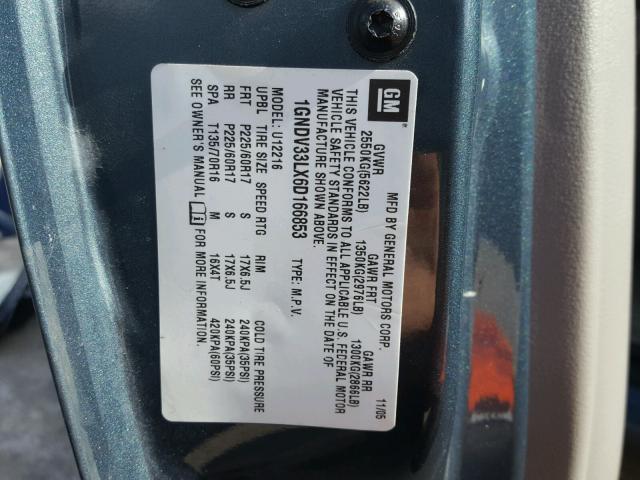 GM
MFD BY GENERAL MOTORS CORP. 11/05
GVWR GAWR FRT GAWR RR
2550KG(5622LB) 1350KG(2976LB) 1300KG(2866LB)
THIS VEHICLE CONFORMS TO ALL APPLICABLE U.S. FEDERAL MOTOR
VEHICLE SAFETY STANDARDS IN EFFECT ON THE DATE OF
MANUFACTURE SHOWN ABOVE.
1GNDV33LX6D166853 TYPE: M.P.V.
UPBL U12216
TIRE SIZE SPEED RTG RIM COLD TIRE PRESSURE
FRT P225/60R17 S 17X6.5J 240KPA(35PSI)
RR P225/60R17 S 17X6.5J 240KPA(35PSI)
SPA T135/70R16 M 16X4T 420KPA(60PSI)
SEE OWNER'S MANUAL FOR MORE INFORMATION.